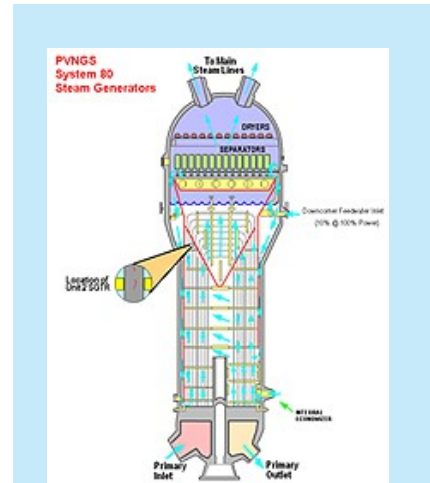 PVNGS
System 80
Steam Generators
To Main
Steam Lines
DRYERS
SEPARATORS
Downcomer Feedwater Inlet
(10% @ 100% Power)
Location of
Unit 2 SGTR
INTEGRAL
ECONOMIZER
Primary
Inlet
Primary
Outlet